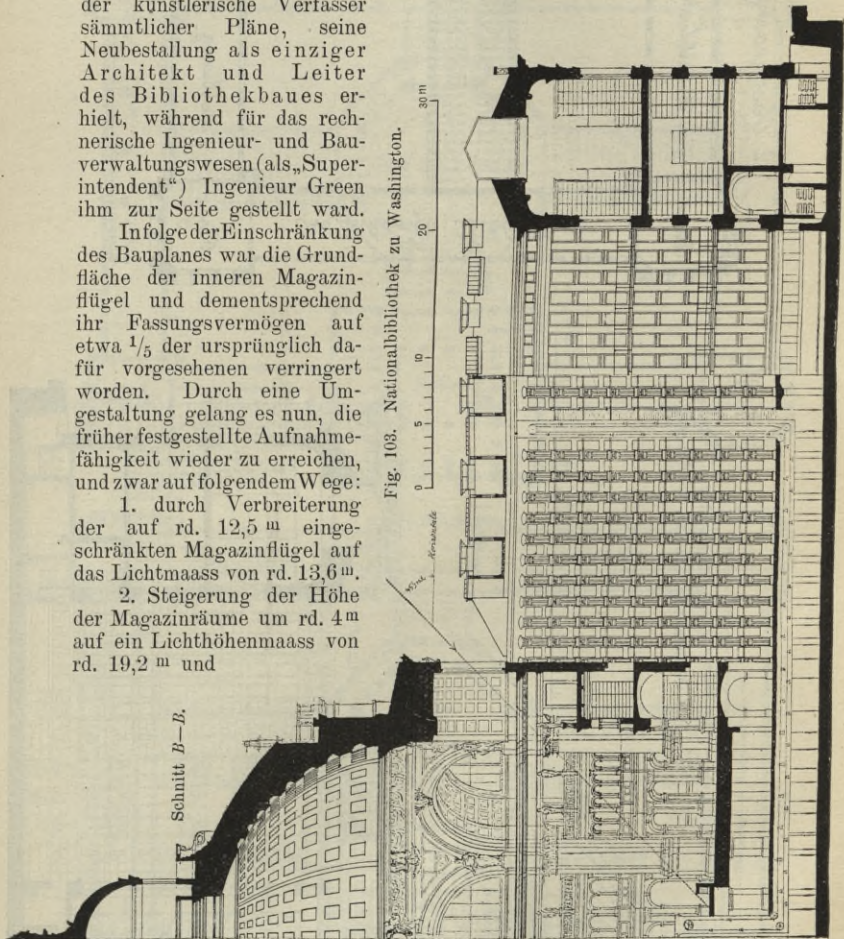 der künstlerische Verfasser
sämmtlicher Pläne, seine
Neubestallung als einziger
Architekt und Leiter
des Bibliothekbaues er-
hielt, während für das rech-
nerische Ingenieur- und Bau-
verwaltungswesen (als „Super-
intendent“) Ingenieur Green
ihm zur Seite gestellt ward.
Infolge der Einschränkung
des Bauplanes war die Grund-
fläche der inneren Magazin-
flügel und dementsprechend
ihr Fassungsvermögen auf
etwa 1/5 der ursprünglich da-
für vorgesehenen verringert
worden. Durch eine Um-
gestaltung gelang es nun, die
früher festgestellte Aufnahme-
fähigkeit wieder zu erreichen,
und zwar auf folgendem Wege:
1. durch Verbreiterung
der auf rd. 12,5 m einge-
schränkten Magazinflügel auf
das Lichtmaass von rd. 13,6 m.
2. Steigerung der Höhe
der Magazinräume um rd. 4 m
auf ein Lichthöhenmaass von
rd. 19,2 m und
Fig. 103. Nationalbibliothek zu Washington.
0 5 10 20 30 m
Horizontale
Schnitt B—B.